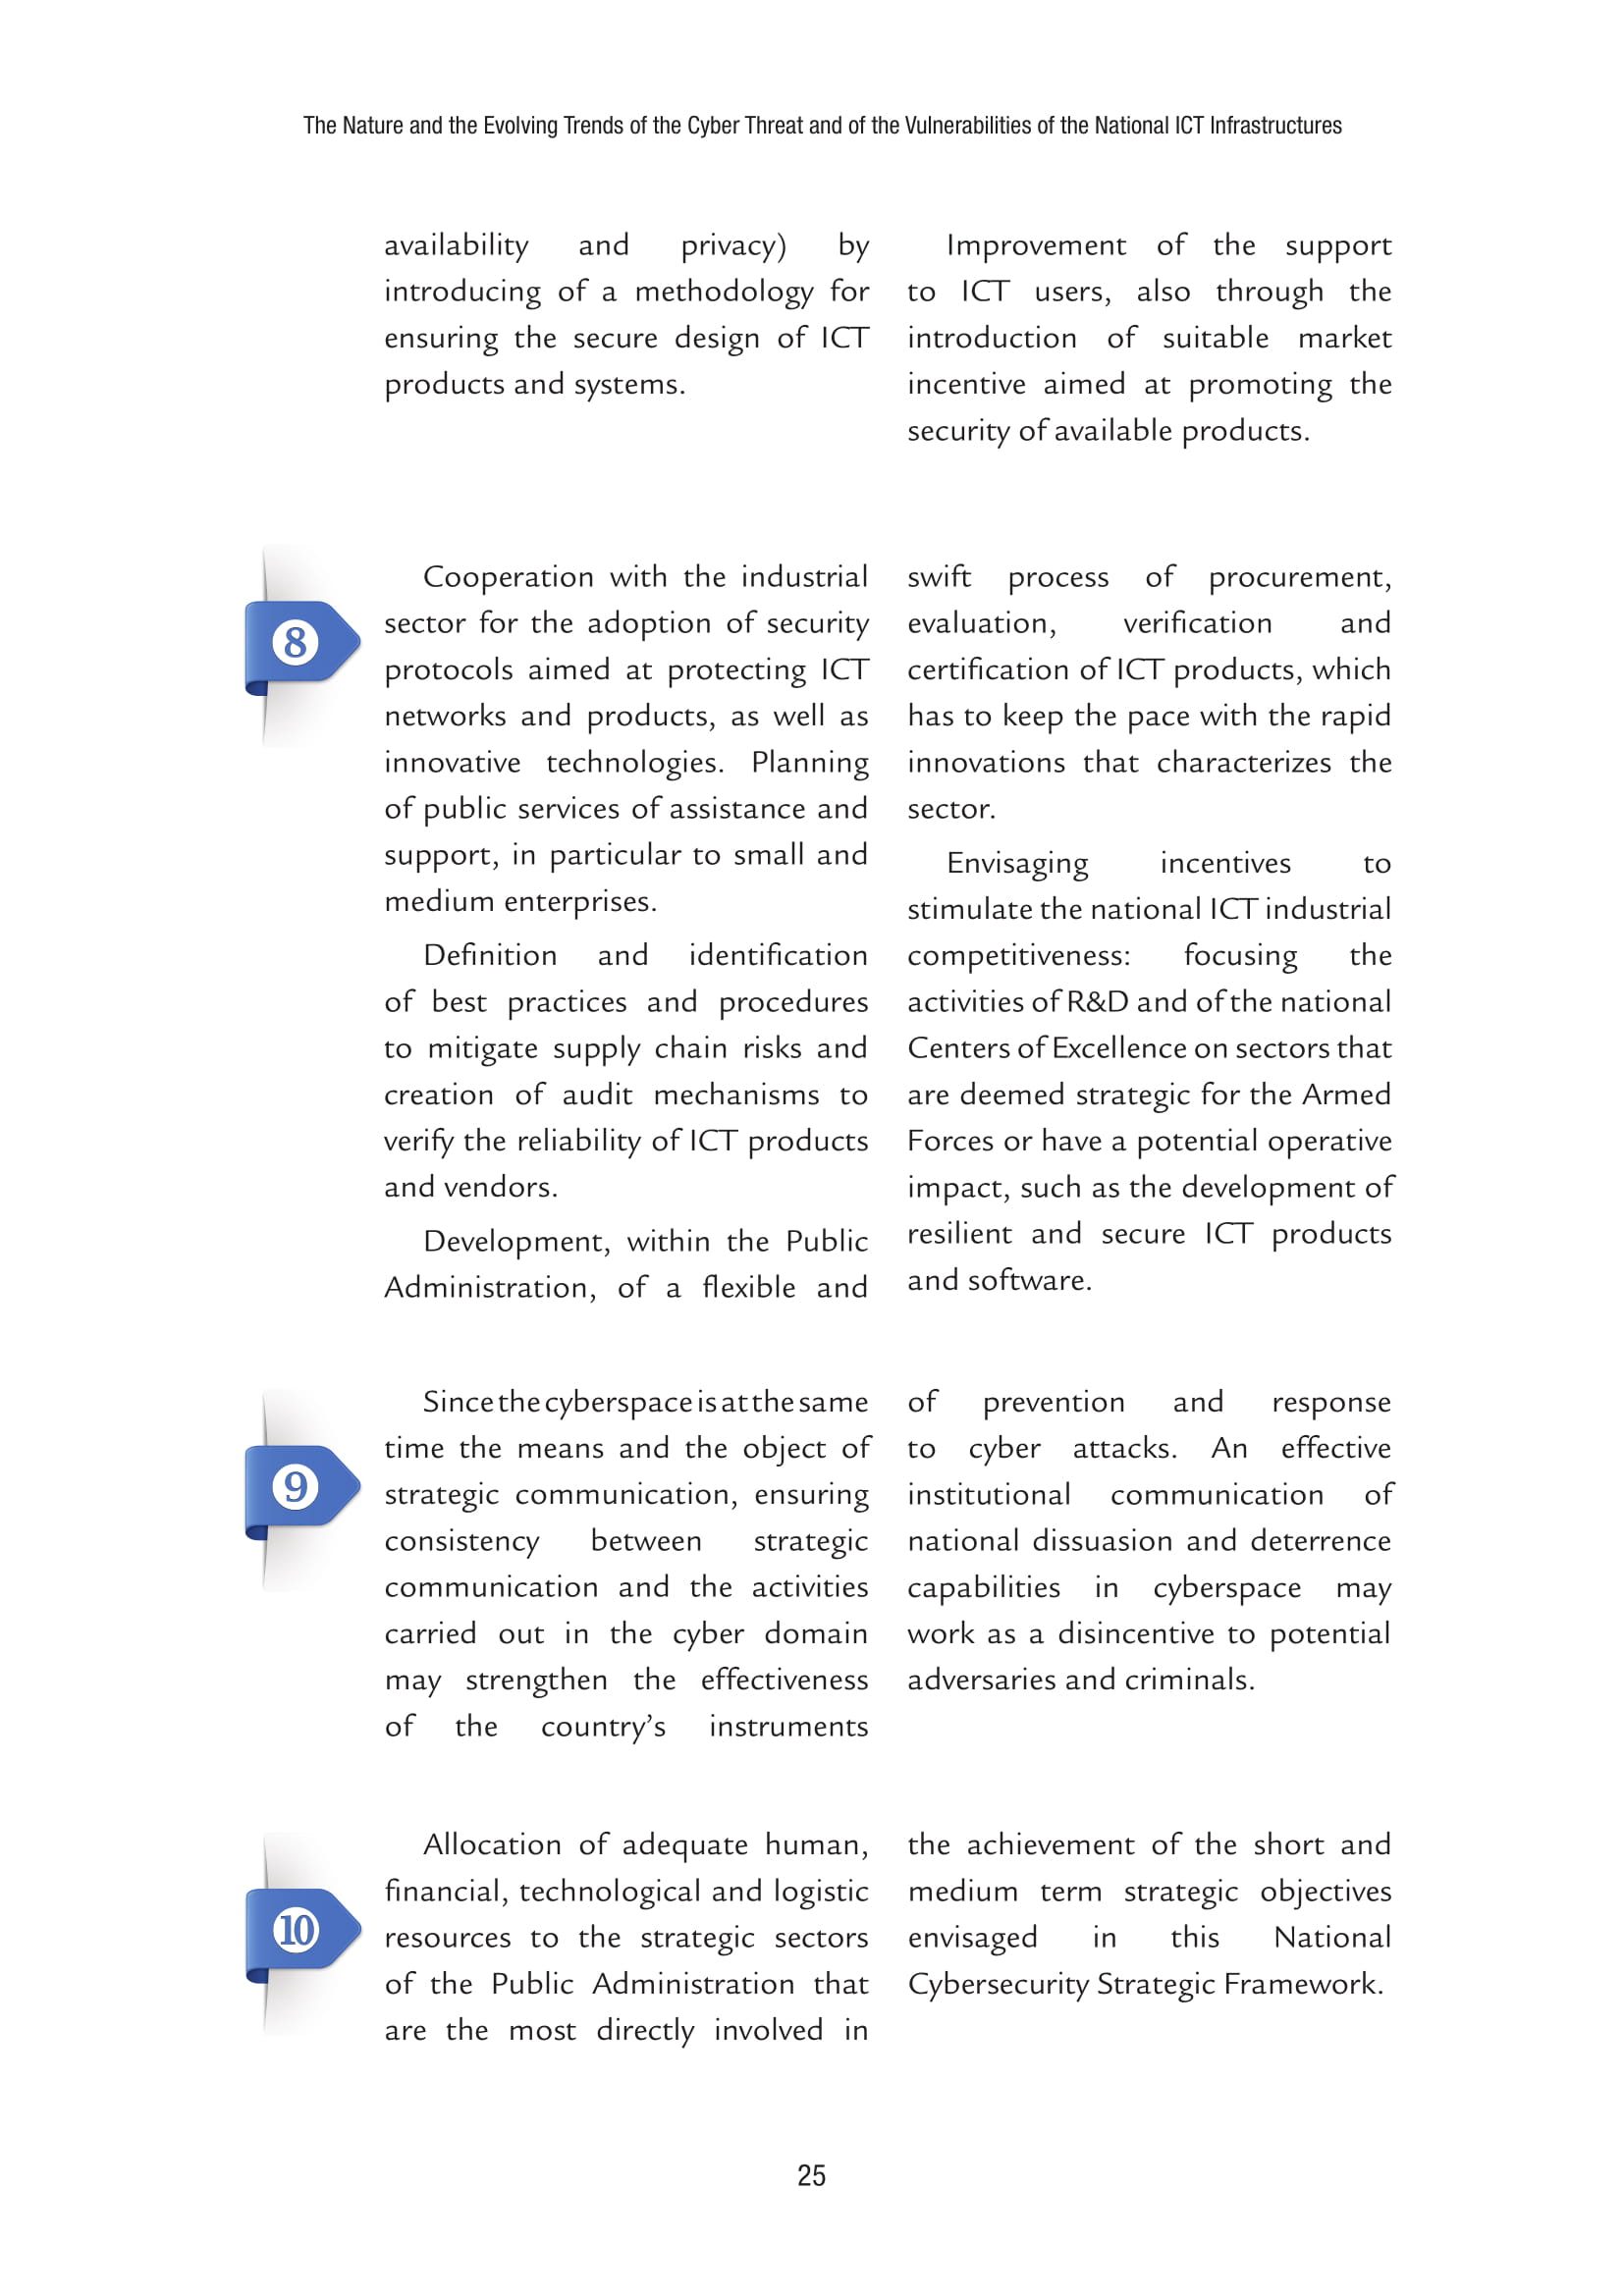 The Nature and the Evolving Trends of the Cyber Threat and of the Vulnerabilities of the National ICT Infrastructures
availability and privacy) by
introducing of a methodology for
ensuring the secure design of ICT
products and systems.
Improvement of the support
to ICT users, also through the
introduction of suitable market
incentive aimed at promoting the
security of available products.
8
Cooperation with the industrial
sector for the adoption of security
protocols aimed at protecting ICT
networks and products, as well as
innovative technologies. Planning
of public services of assistance and
support, in particular to small and
medium enterprises.
Definition and identification
of best practices and procedures
to mitigate supply chain risks and
creation of audit mechanisms to
verify the reliability of ICT products
and vendors.
Development, within the Public
Administration, of a flexible and
swift process of procurement,
evaluation, verification and
certification of ICT products, which
has to keep the pace with the rapid
innovations that characterizes the
sector.
Envisaging incentives to
stimulate the national ICT industrial
competitiveness: focusing the
activities of R&D and of the national
Centers of Excellence on sectors that
are deemed strategic for the Armed
Forces or have a potential operative
impact, such as the development of
resilient and secure ICT products
and software.
9
Since the cyberspace is at the same
time the means and the object of
strategic communication, ensuring
consistency between strategic
communication and the activities
carried out in the cyber domain
may strengthen the effectiveness
of the country’s instruments
of prevention and response
to cyber attacks. An effective
institutional communication of
national dissuasion and deterrence
capabilities in cyberspace may
work as a disincentive to potential
adversaries and criminals.
10
Allocation of adequate human,
financial, technological and logistic
resources to the strategic sectors
of the Public Administration that
are the most directly involved in
the achievement of the short and
medium term strategic objectives
envisaged in this National
Cybersecurity Strategic Framework.
25